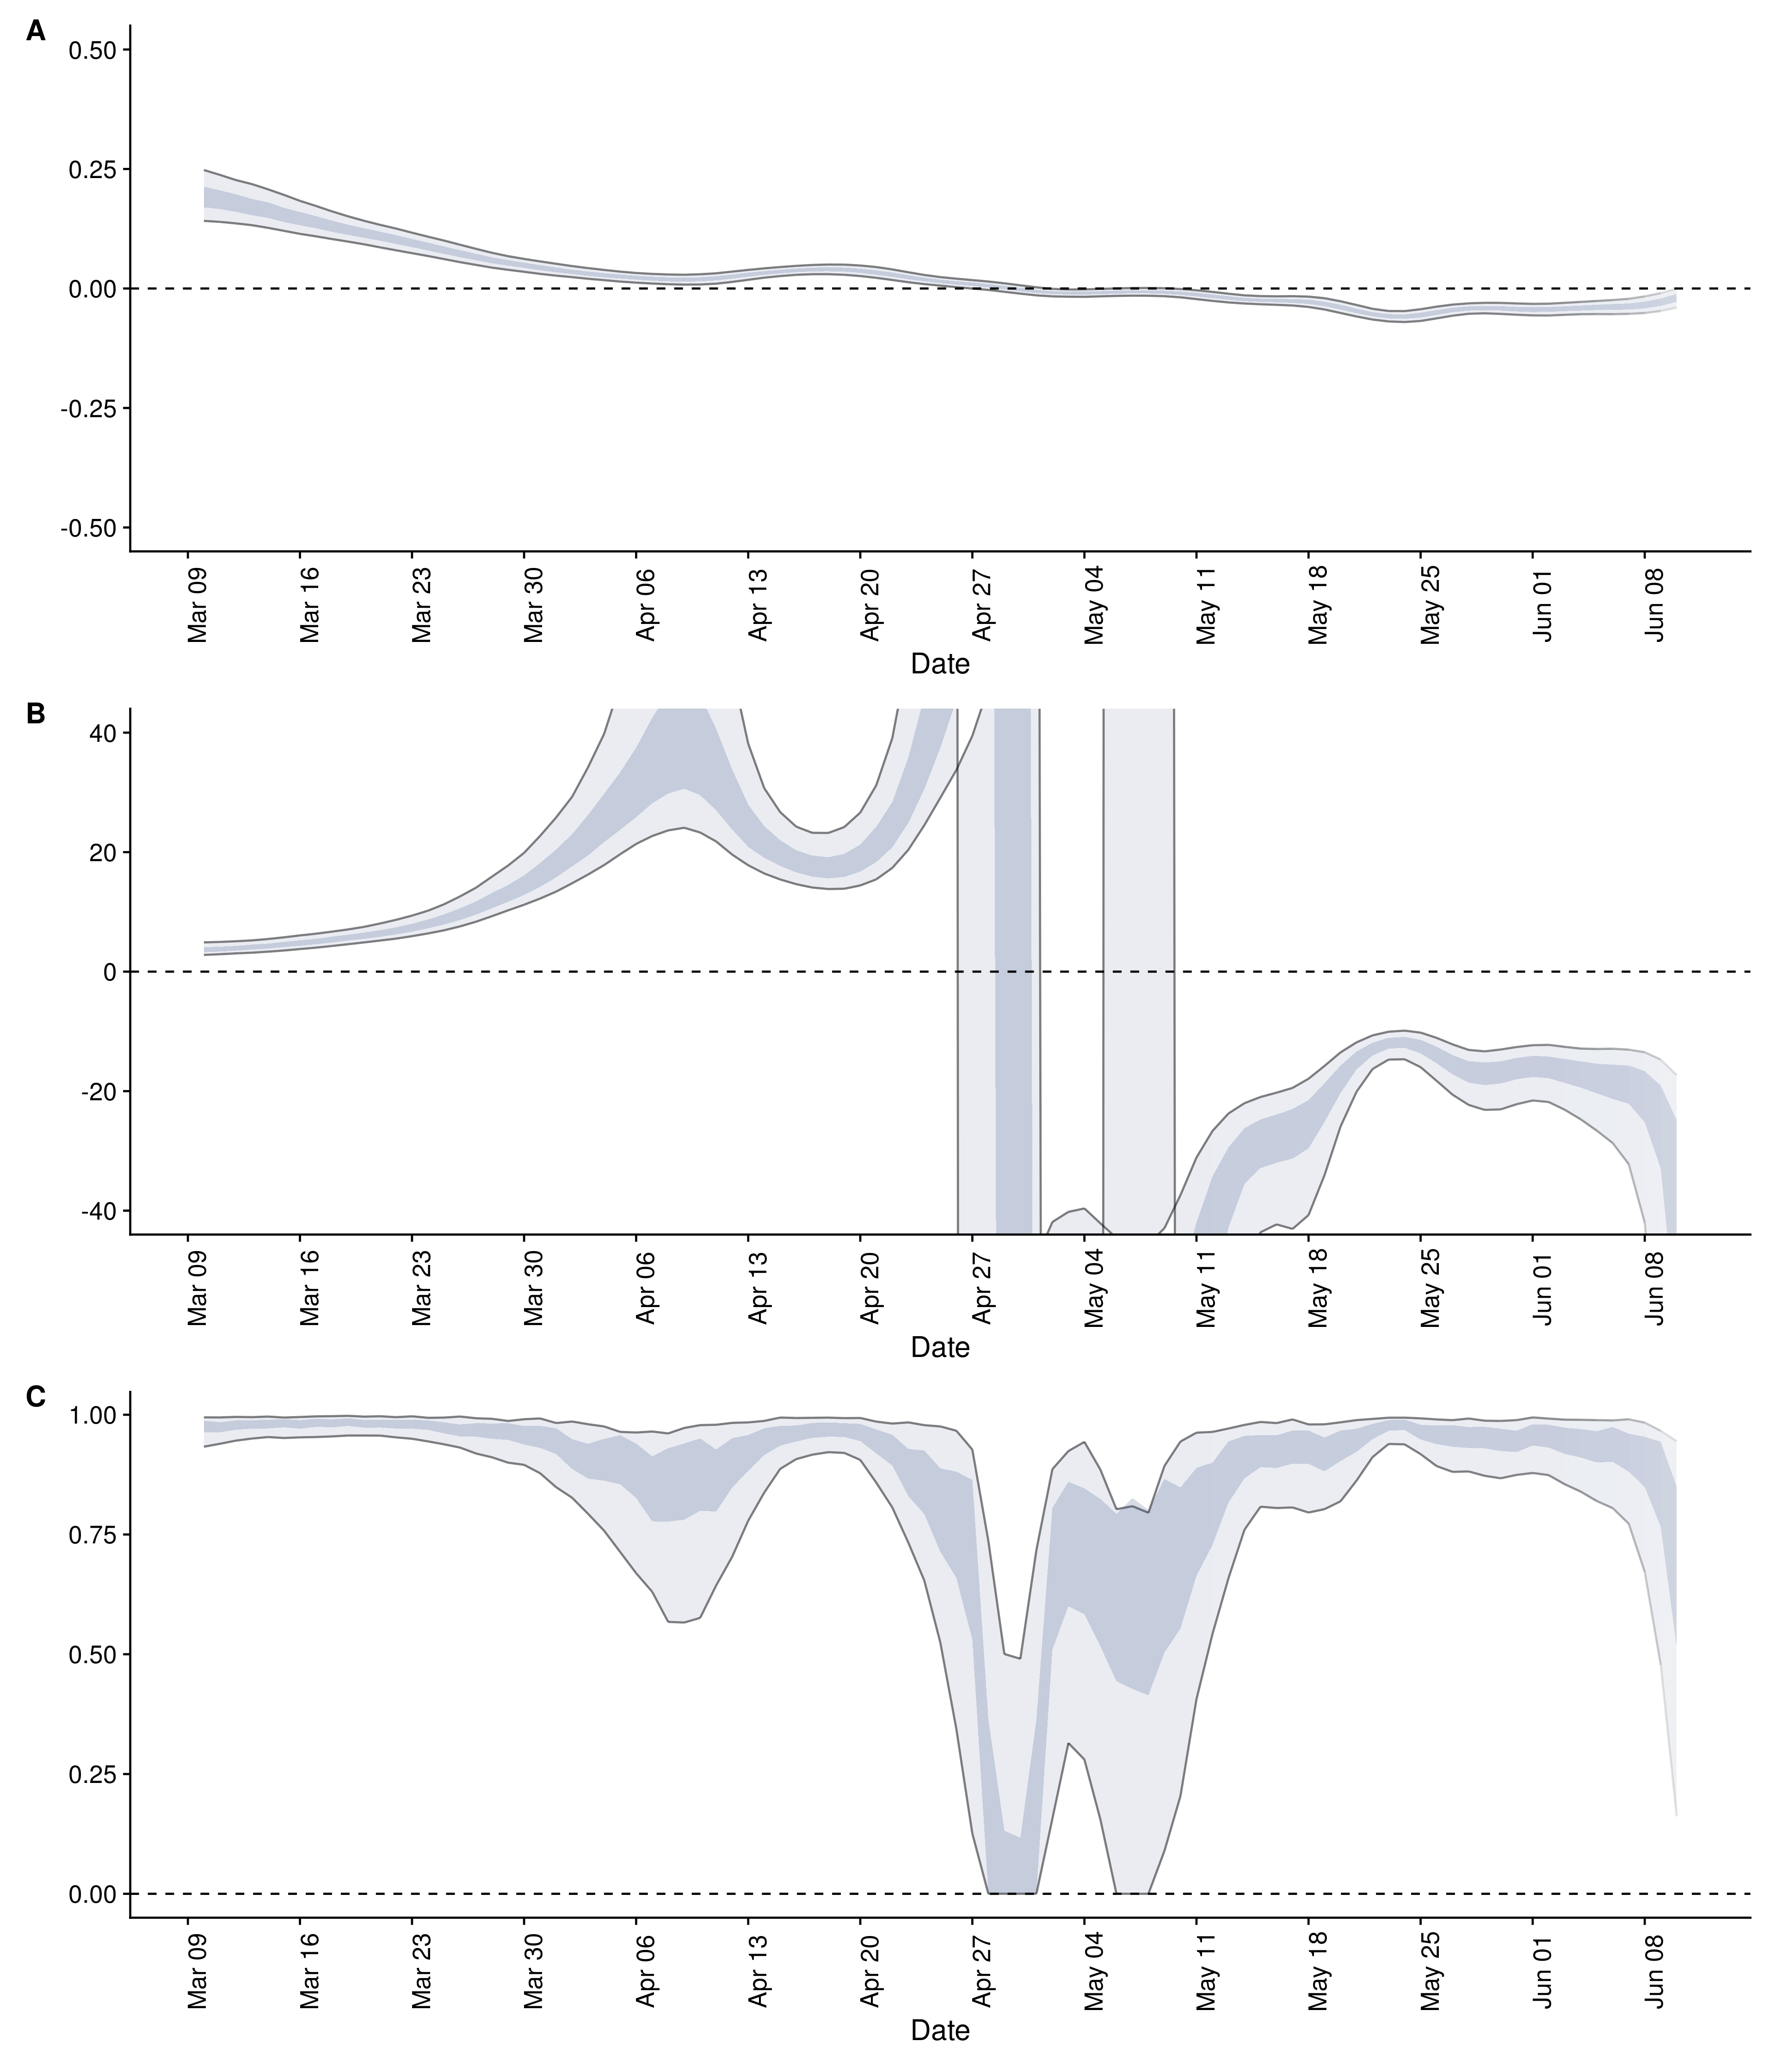 A
0.50
0.25
0.00
-0.25
-0.50
Mar 09
Mar 16
Mar 23
Mar 30
Apr 06
Apr 13
Apr 20
Apr 27
May 04
May 11
May 18
May 25
Jun 01
Jun 08
Date
B
40
20
0
-20
-40
Mar 09
Mar 16
Mar 23
Mar 30
Apr 06
Apr 13
Apr 20
Apr 27
May 04
May 11
May 18
May 25
Jun 01
Jun 08
Date
C
1.00
0.75
0.50
0.25
0.00
Mar 09
Mar 16
Mar 23
Mar 30
Apr 06
Apr 13
Apr 20
Apr 27
May 04
May 11
May 18
May 25
Jun 01
Jun 08
Date